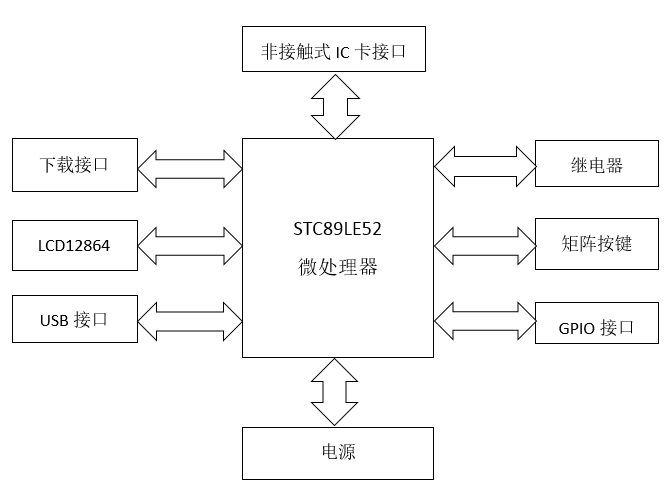 非接触式 IC 卡接口
下载接口
继电器
STC89LE52
微处理器
LCD12864
矩阵按键
USB 接口
GPIO 接口
电源